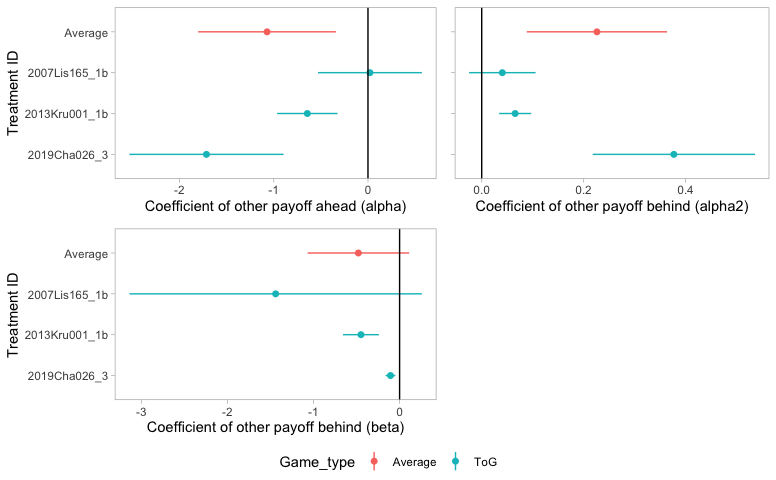 Treatment ID
Average
2007Lis165_1b
2013Kru001_1b
2019Cha026_3
-2
-1
0
Coefficient of other payoff ahead (alpha)
0.0
0.2
0.4
Coefficient of other payoff behind (alpha2)
Treatment ID
Average
2007Lis165_1b
2013Kru001_1b
2019Cha026_3
-3
-2
-1
0
Coefficient of other payoff behind (beta)
Game_type
Average
ToG